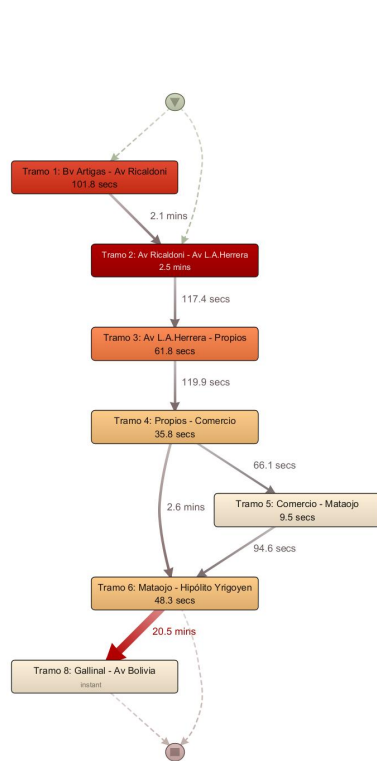 Tramo 1: Bv Artigas - Av Ricaldoni
101.8 secs
2.1 mins
Tramo 2: Av Ricaldoni - Av L.A.Herrera
2.5 mins
117.4 secs
Tramo 3: Av L.A.Herrera - Propios
61.8 secs
119.9 secs
Tramo 4: Propios - Comercio
35.8 secs
66.1 secs
Tramo 5: Comercio - Mataojo
9.5 secs
2.6 mins
94.6 secs
Tramo 6: Mataojo - Hipólito Yrigoyen
48.3 secs
20.5 mins
Tramo 8: Gallinal - Av Bolivia
instant